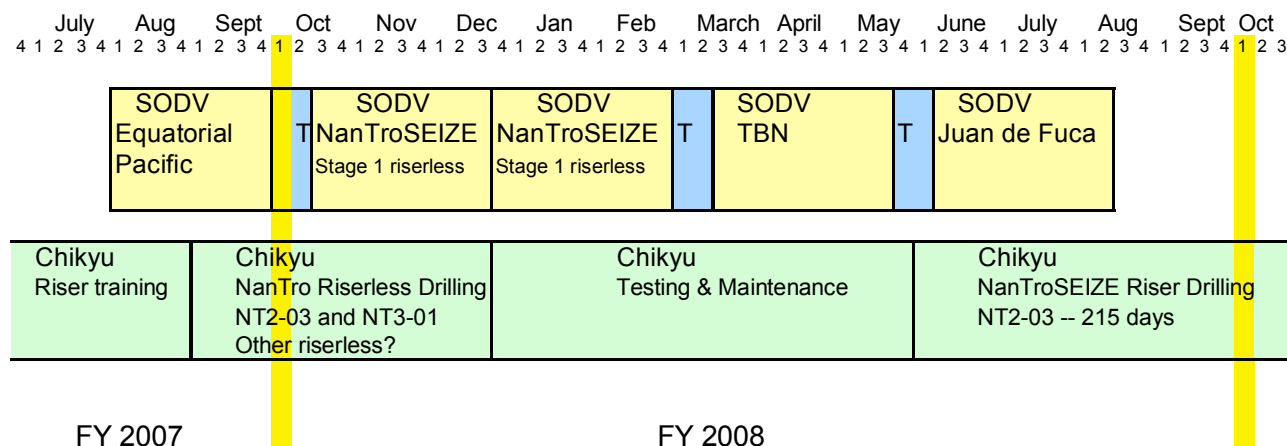 July Aug Sept Oct Nov Dec Jan Feb March April May June July Aug Sept Oct
4 1 2 3 4 1 2 3 4 1 2 3 4 1 2 3 4 1 2 3 4 1 2 3 4 1 2 3 4 1 2 3 4 1 2 3 4 1 2 3 4 1 2 3 4 1 2 3 4 1 2 3 4 1 2 3 4 1 2 3 4 1 2 3
SODV
Equatorial
Pacific
T
SODV
NanTroSEIZE
Stage 1 riserless
SODV
NanTroSEIZE
Stage 1 riserless
T
SODV
TBN
T
SODV
Juan de Fuca
Chikyu
Riser training
Chikyu
NanTro Riserless Drilling
NT2-03 and NT3-01
Other riserless?
Chikyu
Testing & Maintenance
Chikyu
NanTroSEIZE Riser Drilling
NT2-03 -- 215 days
FY 2007
FY 2008